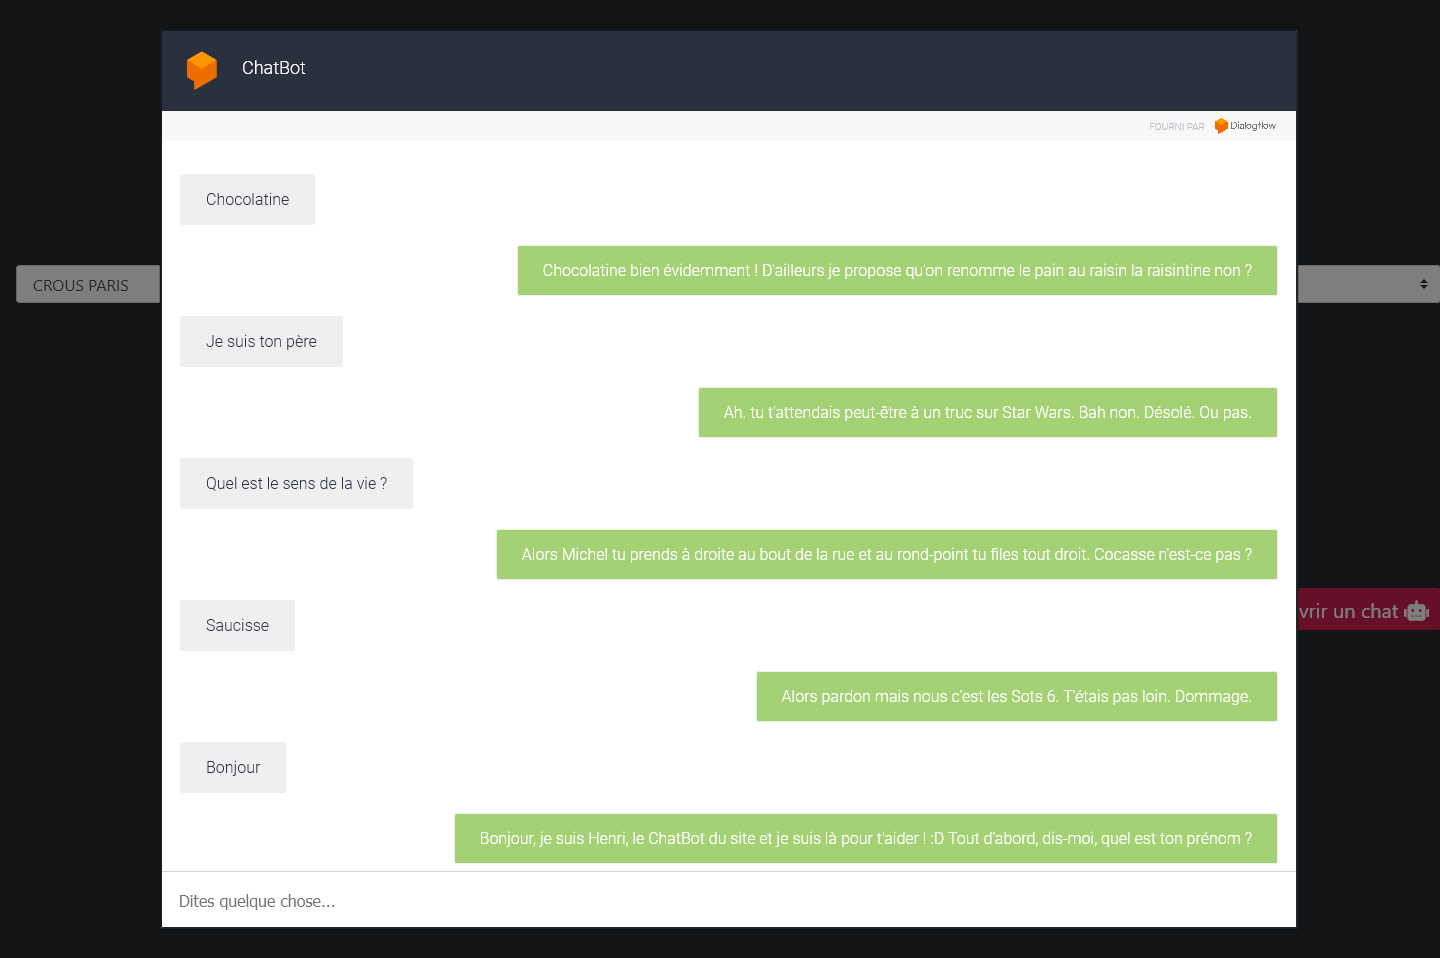 ChatBot
FOURNI PAR Dialogflow
Chocolatine
Chocolatine bien évidemment ! D'ailleurs je propose qu'on renomme le pain au raisin la raisintine non ?
CROUS PARIS
Je suis ton père
Ah, tu t'attendais peut-être à un truc sur Star Wars. Bah non. Désolé. Ou pas.
Quel est le sens de la vie ?
Alors Michel tu prends à droite au bout de la rue et au rond-point tu files tout droit. Cocasse n'est-ce pas ?
vrir un chat
Saucisse
Alors pardon mais nous c'est les Sots 6. T'étais pas loin. Dommage.
Bonjour
Bonjour, je suis Henri, le ChatBot du site et je suis là pour t'aider ! :D Tout d'abord, dis-moi, quel est ton prénom ?
Dites quelque chose...